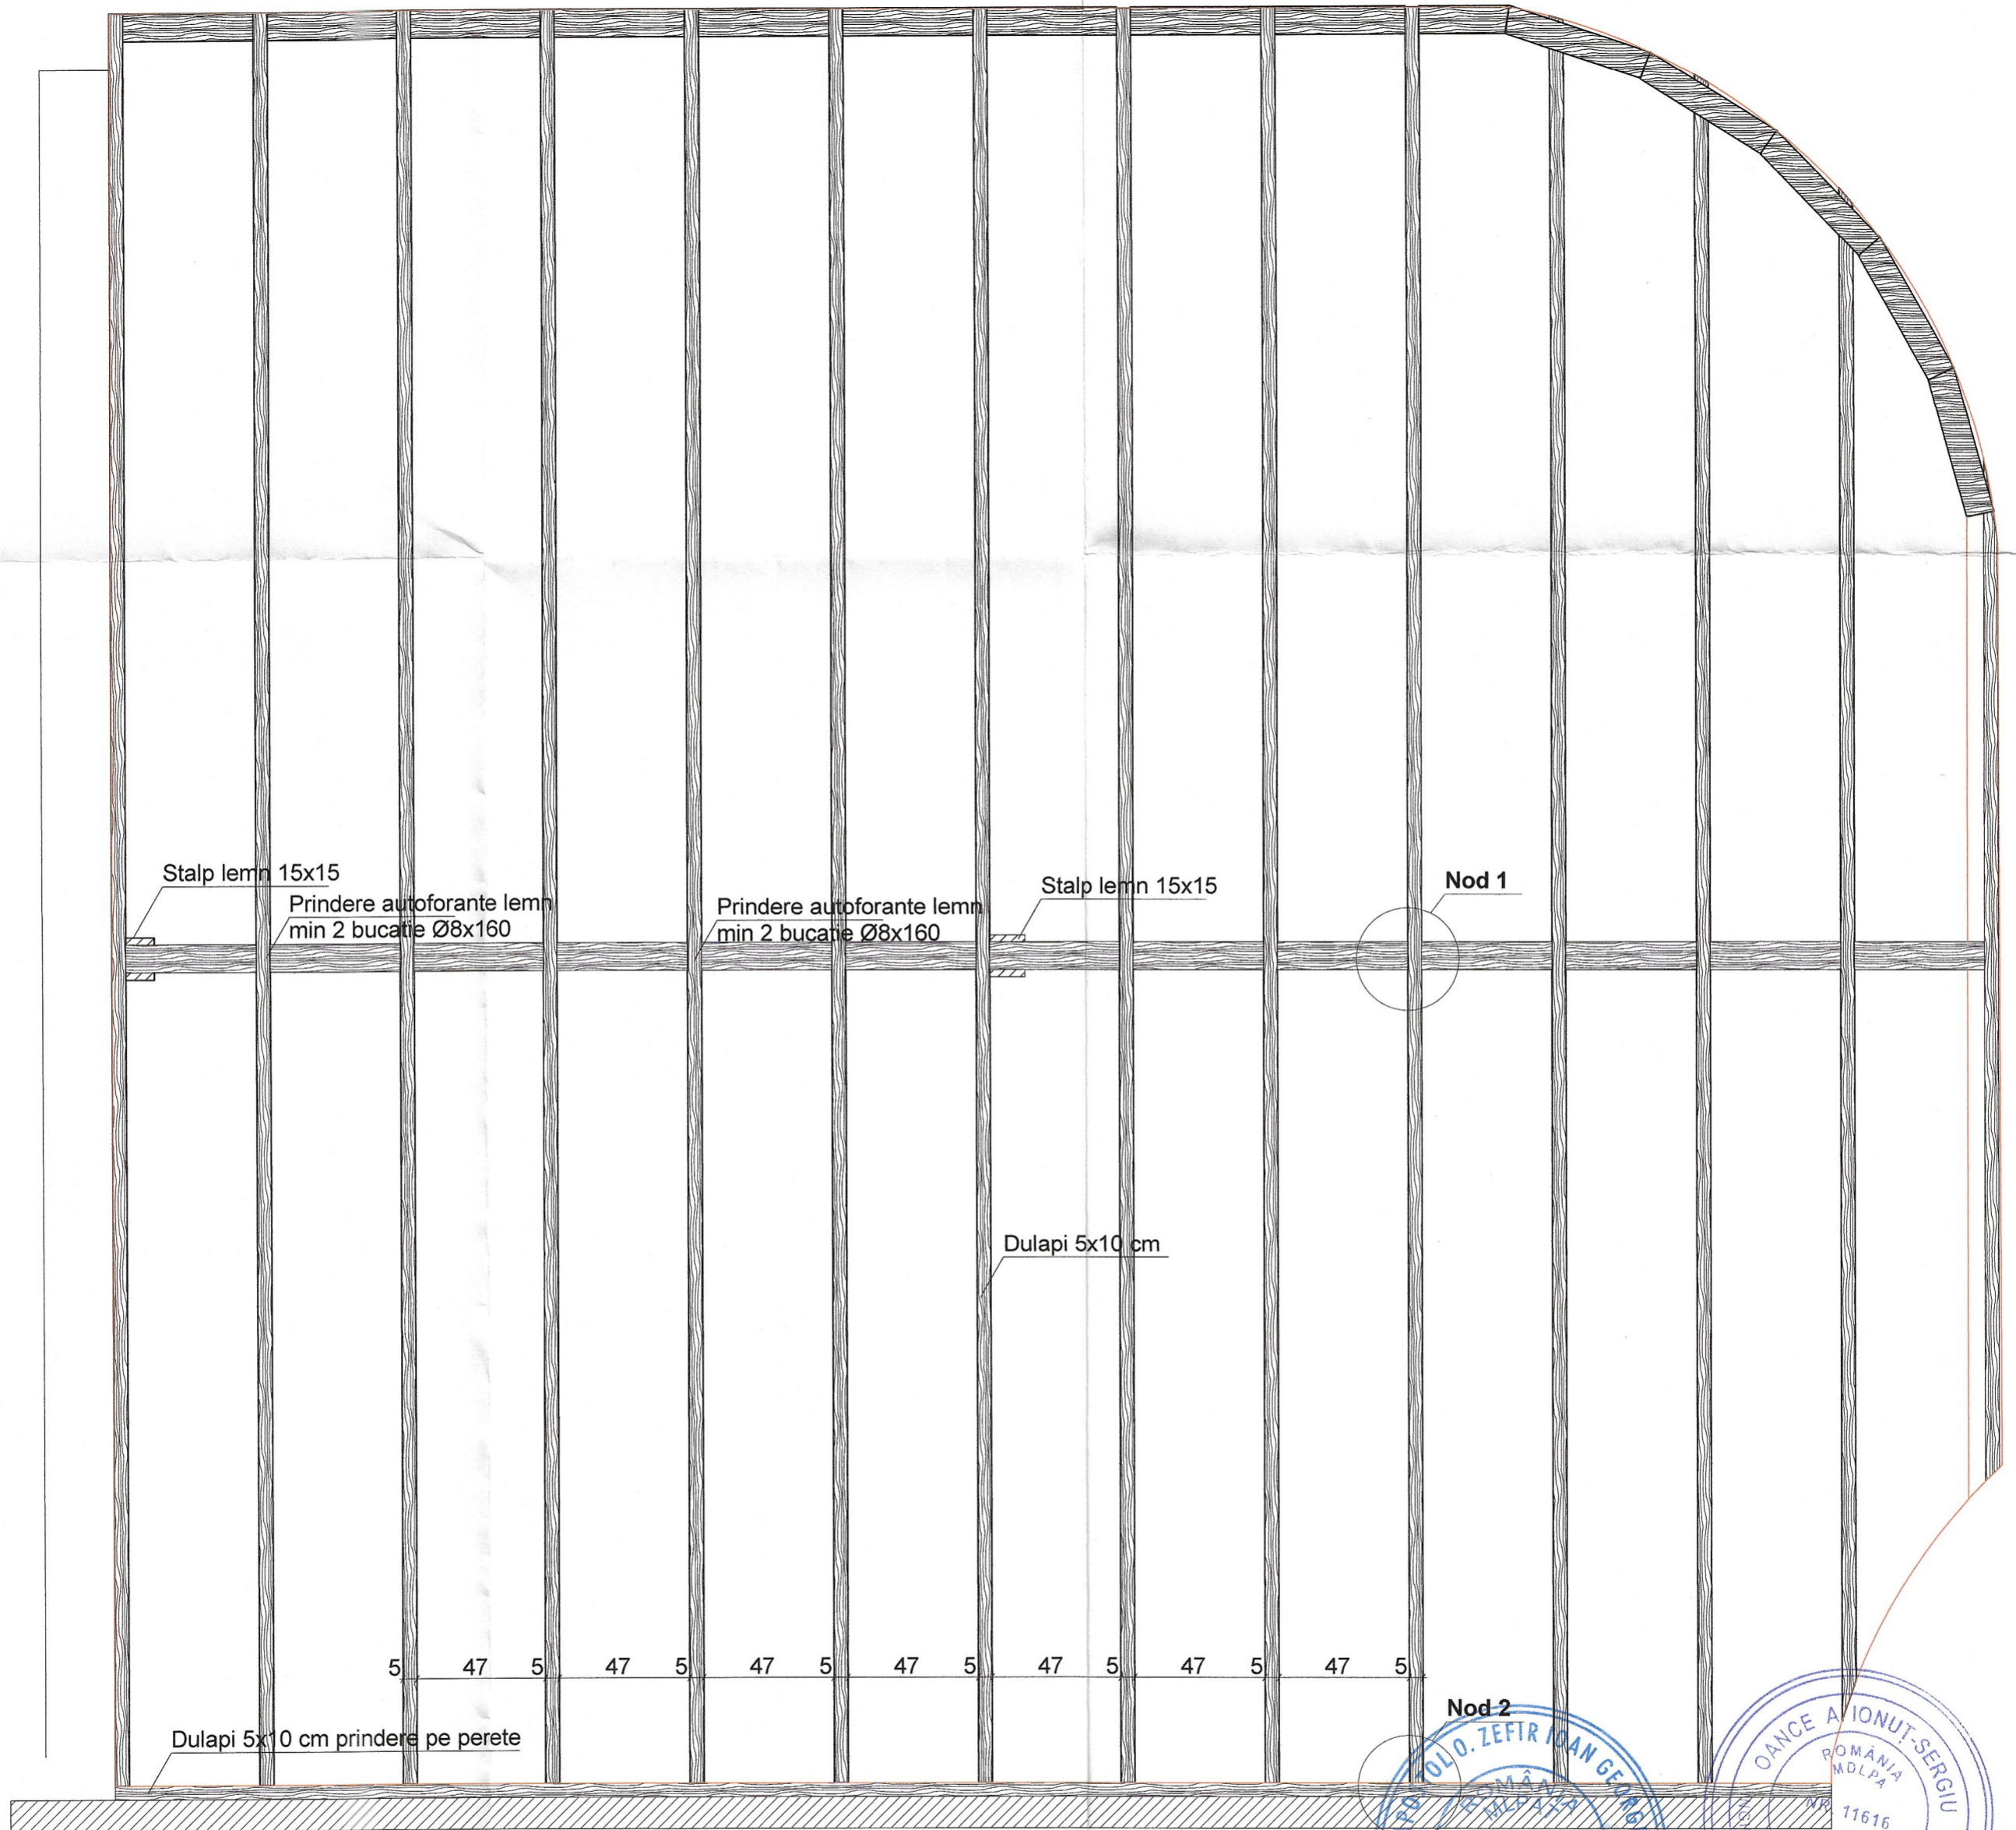 Stalp lemn 15x15
Prindere autoforante lemn
min 2 bucatie Ø8x160
Prindere autoforante lemn
min 2 bucatie Ø8x160
Stalp lemn 15x15
Nod 1
Dulapi 5x10 cm
5 47 5 47 5 47 5 47 5 47 5 47 5 47 5
Nod 2
Dulapi 5x10 cm prindere pe perete
TOL O. ZEFIR IOAN GEORG
ROMÂNIA
OANCE A IONUȚ-SERGIU
ROMÂNIA
MDLPA
NR 11616